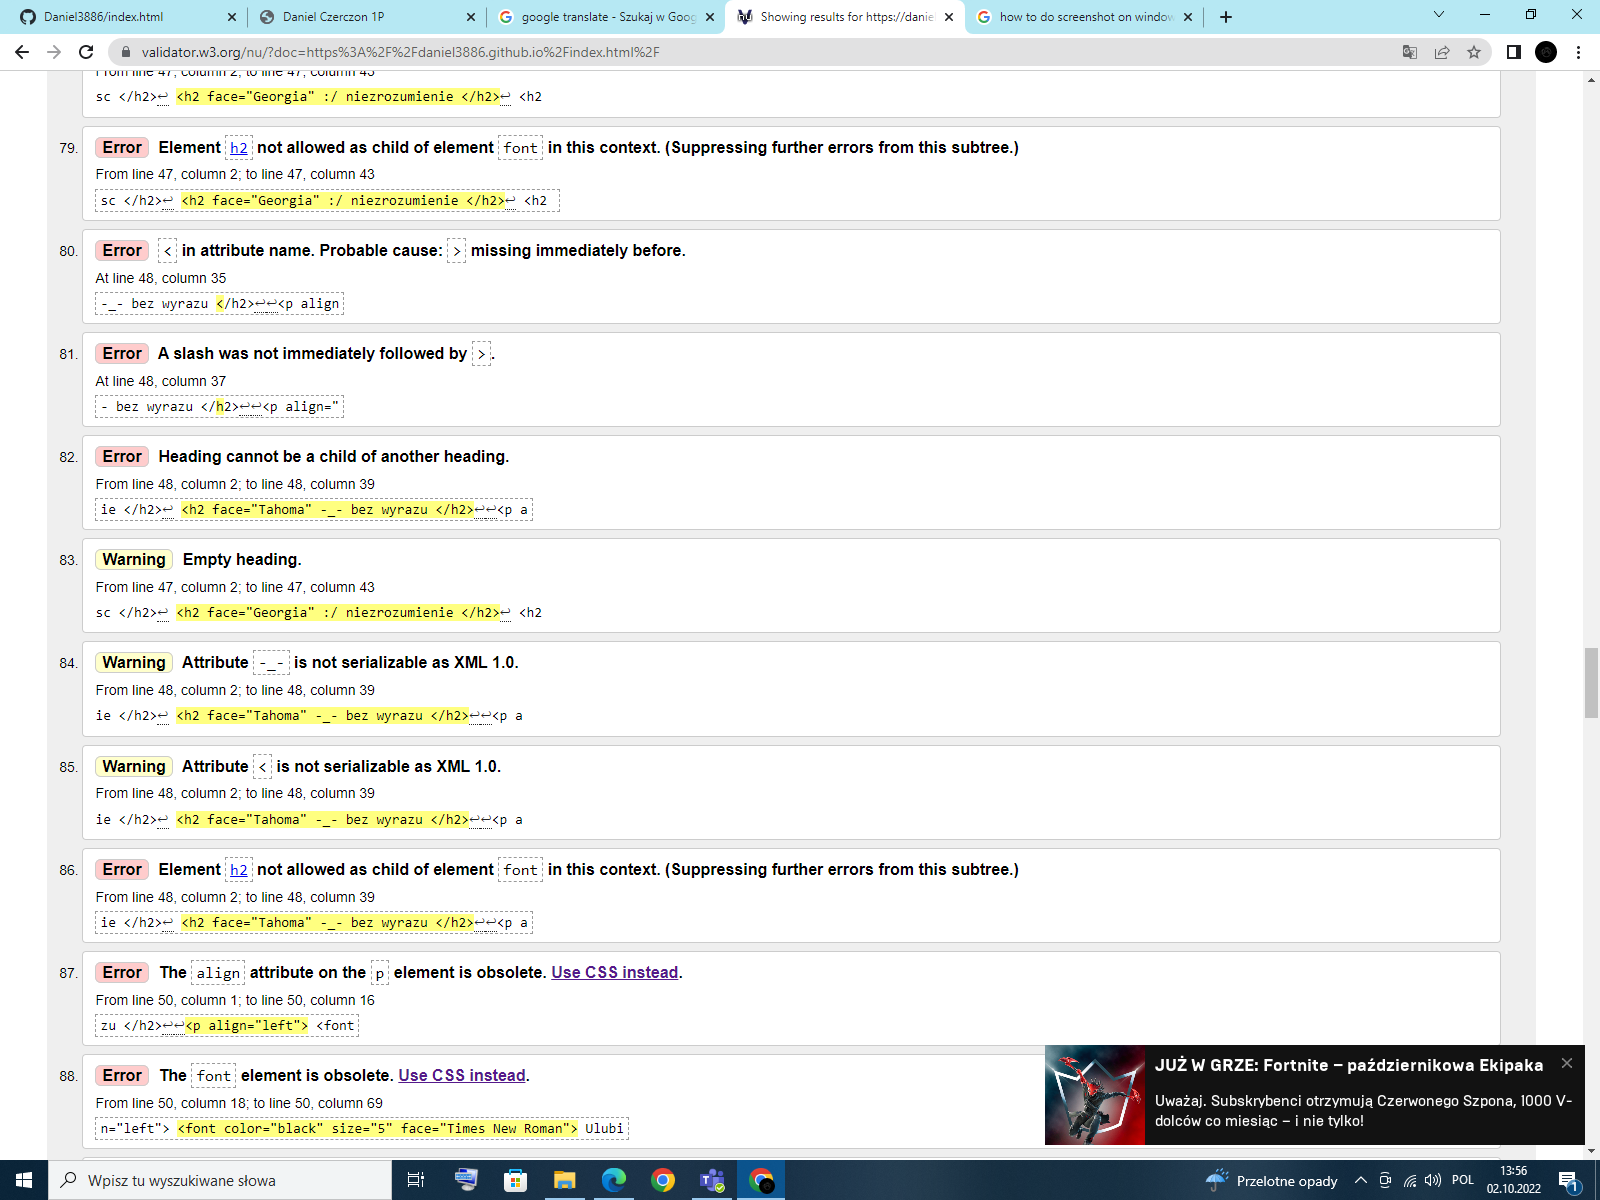 Daniel3886/index.html
Daniel Czerczon 1P
google translate - Szukaj w Goog
Showing results for https://danie
how to do screenshot on window
validator.w3.org/nu/?doc=https%3A%2F%2Fdaniel3886.github.io%2Findex.html%2F
From line 47, column 2; to line 47, column 43
sc </h2>↩ <h2 face="Georgia" :/ niezrozumienie </h2>↩ <h2
79. Error Element h2 not allowed as child of element font in this context. (Suppressing further errors from this subtree.)
From line 47, column 2; to line 47, column 43
sc </h2>↩ <h2 face="Georgia" :/ niezrozumienie </h2>↩ <h2
80. Error < in attribute name. Probable cause: > missing immediately before.
At line 48, column 35
-_- bez wyrazu </h2>↩↩<p align
81. Error A slash was not immediately followed by >.
At line 48, column 37
- bez wyrazu </h2>↩↩<p align="
82. Error Heading cannot be a child of another heading.
From line 48, column 2; to line 48, column 39
ie </h2>↩ <h2 face="Tahoma" -_- bez wyrazu </h2>↩↩<p a
83. Warning Empty heading.
From line 47, column 2; to line 47, column 43
sc </h2>↩ <h2 face="Georgia" :/ niezrozumienie </h2>↩ <h2
84. Warning Attribute -_- is not serializable as XML 1.0.
From line 48, column 2; to line 48, column 39
ie </h2>↩ <h2 face="Tahoma" -_- bez wyrazu </h2>↩↩<p a
85. Warning Attribute < is not serializable as XML 1.0.
From line 48, column 2; to line 48, column 39
ie </h2>↩ <h2 face="Tahoma" -_- bez wyrazu </h2>↩↩<p a
86. Error Element h2 not allowed as child of element font in this context. (Suppressing further errors from this subtree.)
From line 48, column 2; to line 48, column 39
ie </h2>↩ <h2 face="Tahoma" -_- bez wyrazu </h2>↩↩<p a
87. Error The align attribute on the p element is obsolete. Use CSS instead.
From line 50, column 1; to line 50, column 16
zu </h2>↩↩<p align="left"> <font
88. Error The font element is obsolete. Use CSS instead.
From line 50, column 18; to line 50, column 69
n="left"> <font color="black" size="5" face="Times New Roman"> Ulubi
JUŻ W GRZE: Fortnite – październikowa Ekipaka
Uważaj. Subskrybenci otrzymują Czerwonego Szpona, 1000 V-
dolców co miesiąc – i nie tylko!
Wpisz tu wyszukiwane słowa
Przelotne opady
POL
13:56
02.10.2022
1